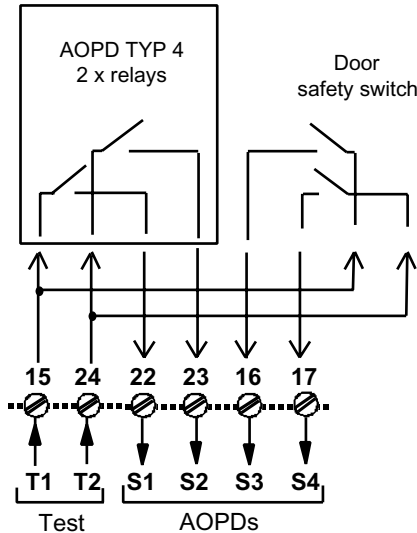 AOPD TYP 4
2 x relays
Door
safety switch
15 24 22 23 16 17
T1 T2 S1 S2 S3 S4
Test AOPDs